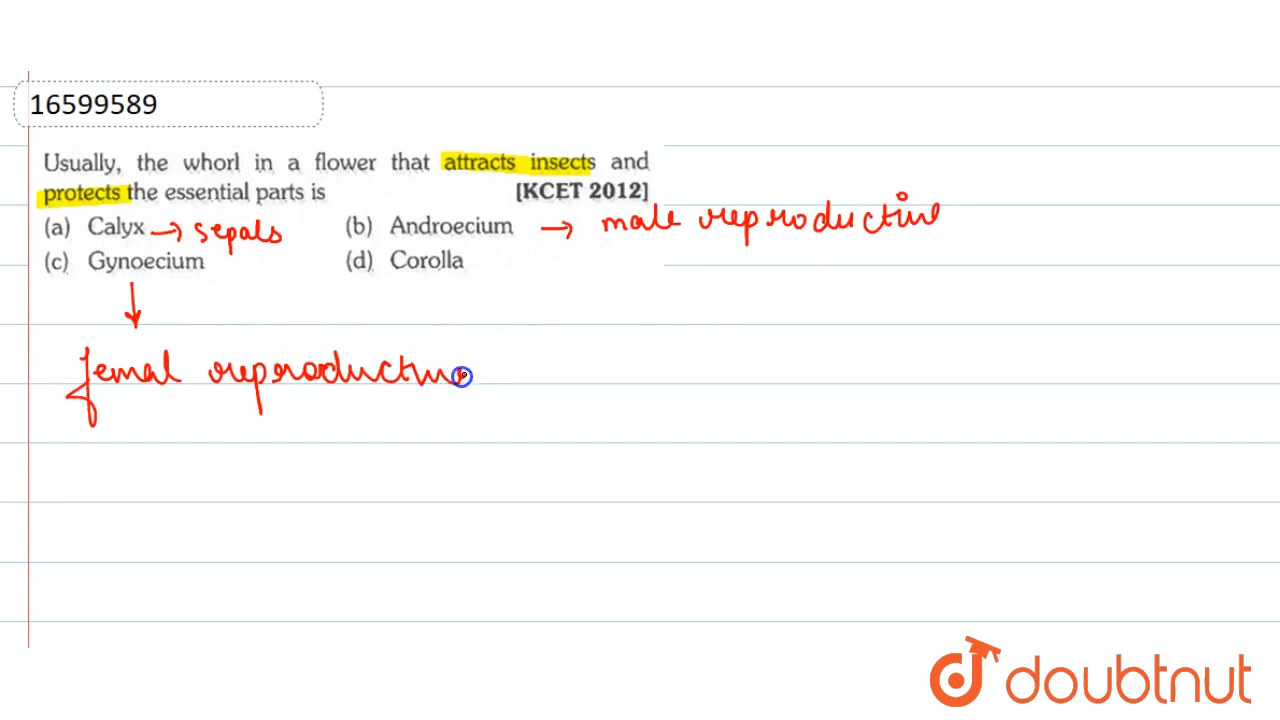 16599589
Usually, the whorl in a flower that attracts insects and
protects the essential parts is [KCET 2012]
(a) Calyx → sepals (b) Androecium → male reproductive
(c) Gynoecium (d) Corolla
↓
femal reproductive
doubtnut